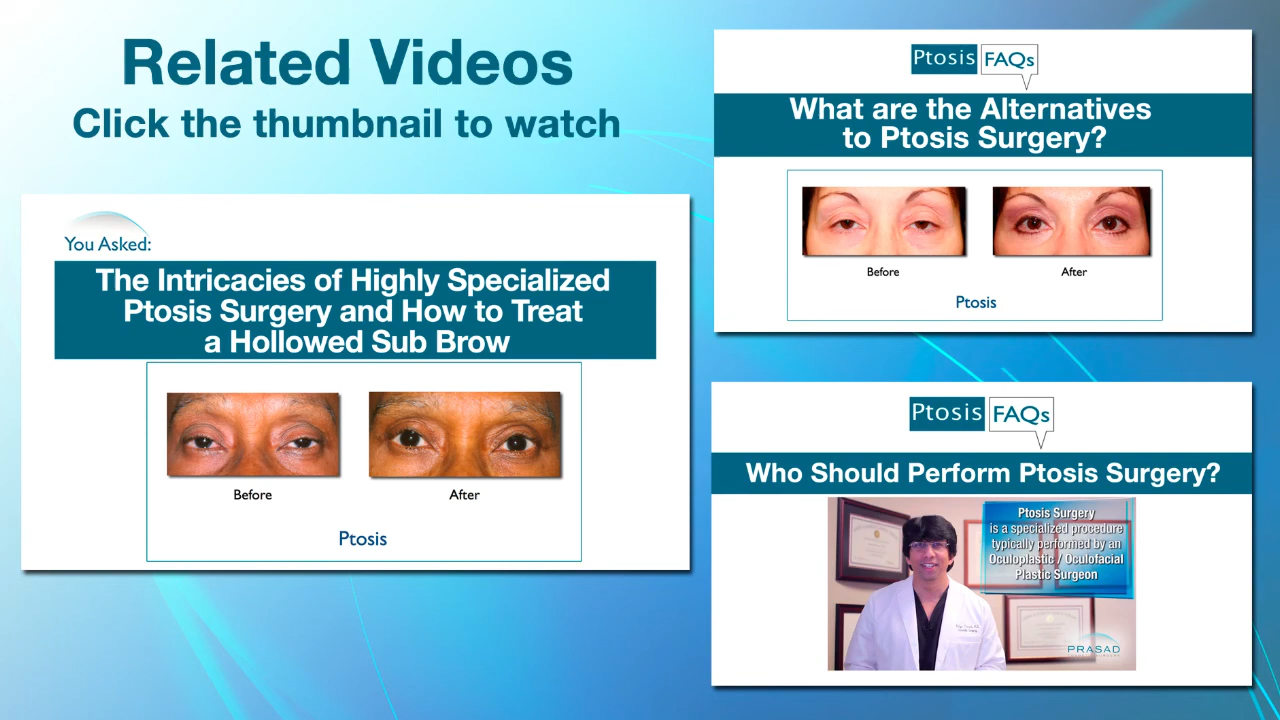 Related Videos
Click the thumbnail to watch
You Asked:
The Intricacies of Highly Specialized
Ptosis Surgery and How to Treat
a Hollowed Sub Brow
Before
After
Ptosis
Ptosis FAQs
What are the Alternatives
to Ptosis Surgery?
Before
After
Ptosis
Ptosis FAQs
Who Should Perform Ptosis Surgery?
Ptosis Surgery
is a specialized procedure
typically performed by an
Oculoplastic / Oculofacial
Plastic Surgeon
PRASAD